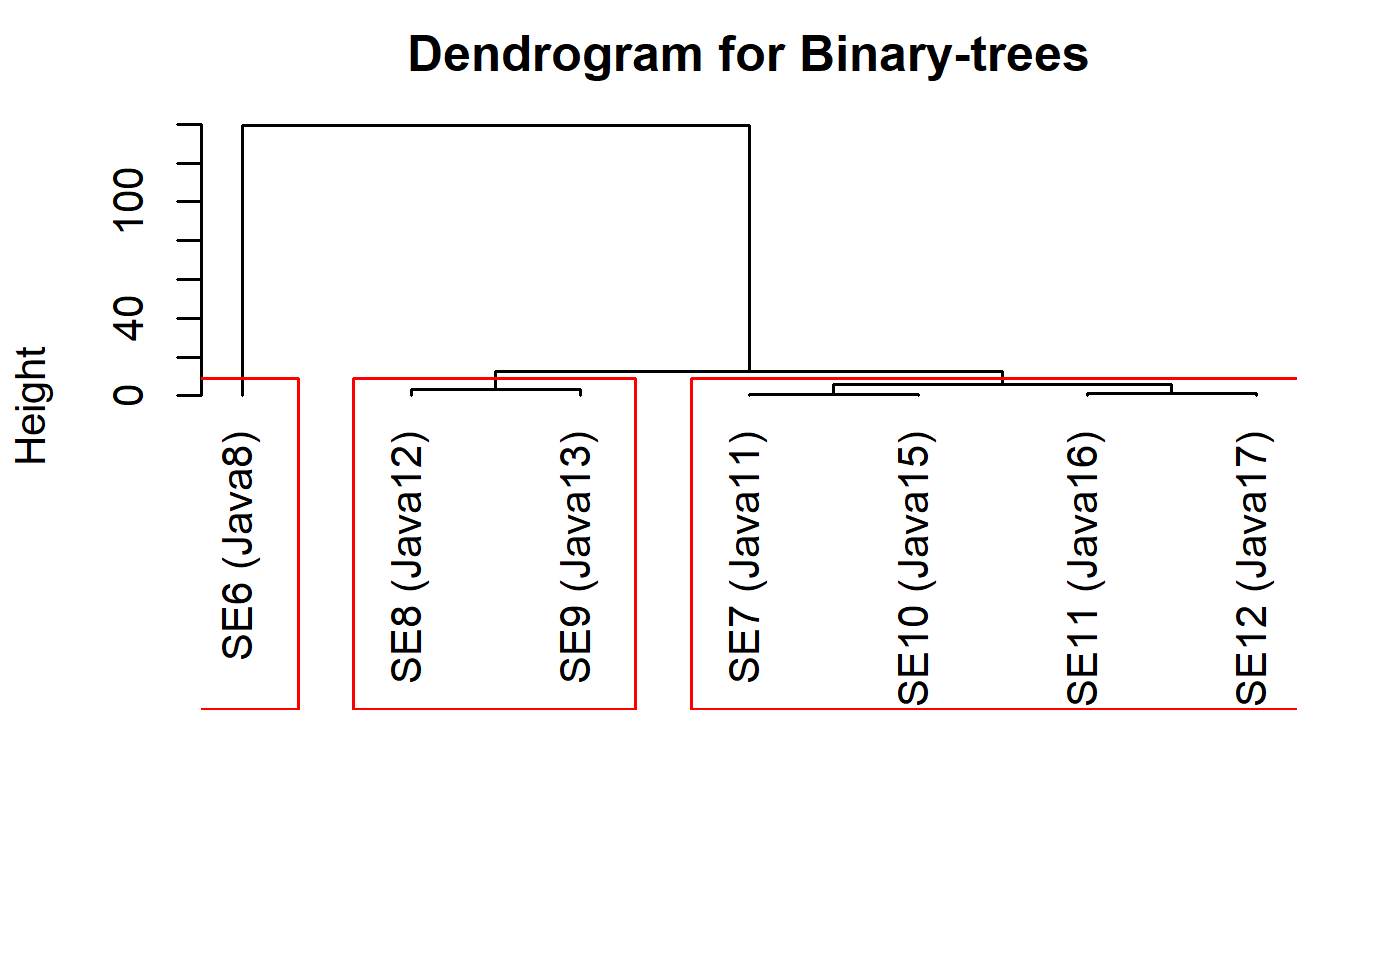 Dendrogram for Binary-trees
Height
100
40
0
SE6 (Java8)
SE8 (Java12)
SE9 (Java13)
SE7 (Java11)
SE10 (Java15)
SE11 (Java16)
SE12 (Java17)